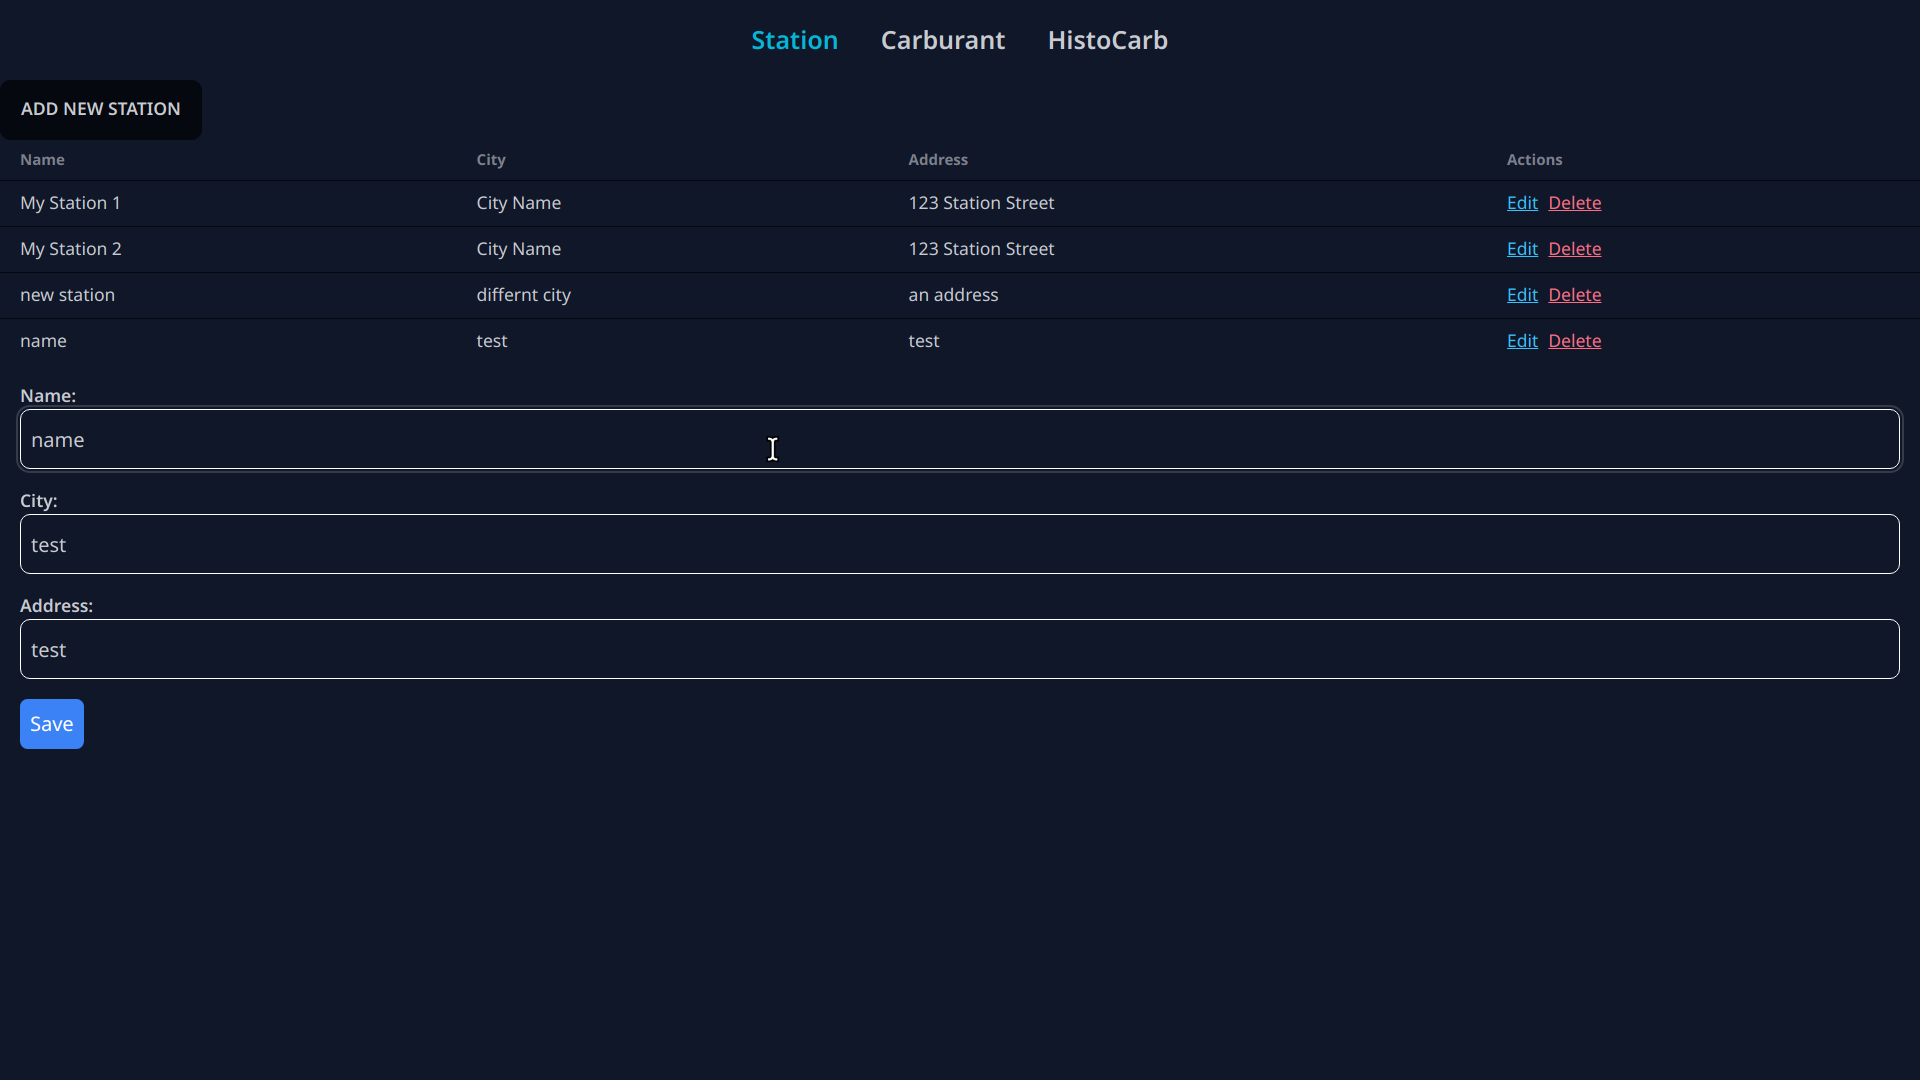 Station Carburant HistoCarb
ADD NEW STATION
Name City Address Actions
My Station 1 City Name 123 Station Street Edit Delete
My Station 2 City Name 123 Station Street Edit Delete
new station differnt city an address Edit Delete
name test test Edit Delete
Name:
name
City:
test
Address:
test
Save